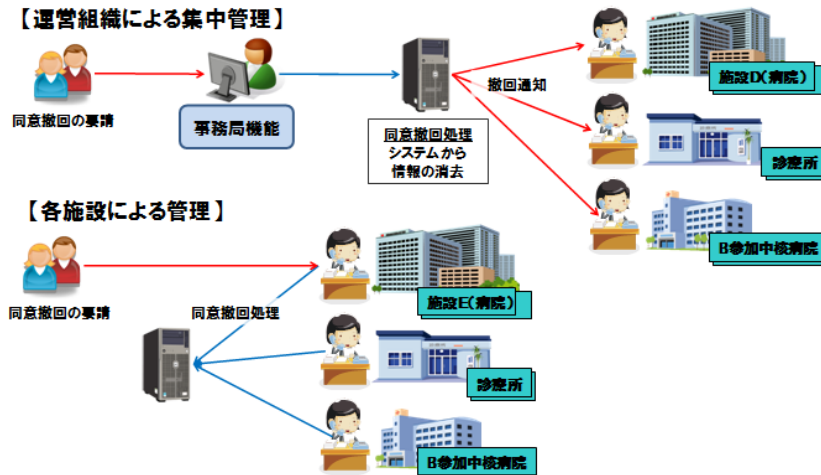 【運営組織による集中管理】
同意撤回の要請
事務局機能
同意撤回処理
システムから
情報の消去
撤回通知
施設D(病院)
診療所
B参加中核病院
【各施設による管理】
同意撤回の要請
同意撤回処理
施設E(病院)
診療所
B参加中核病院